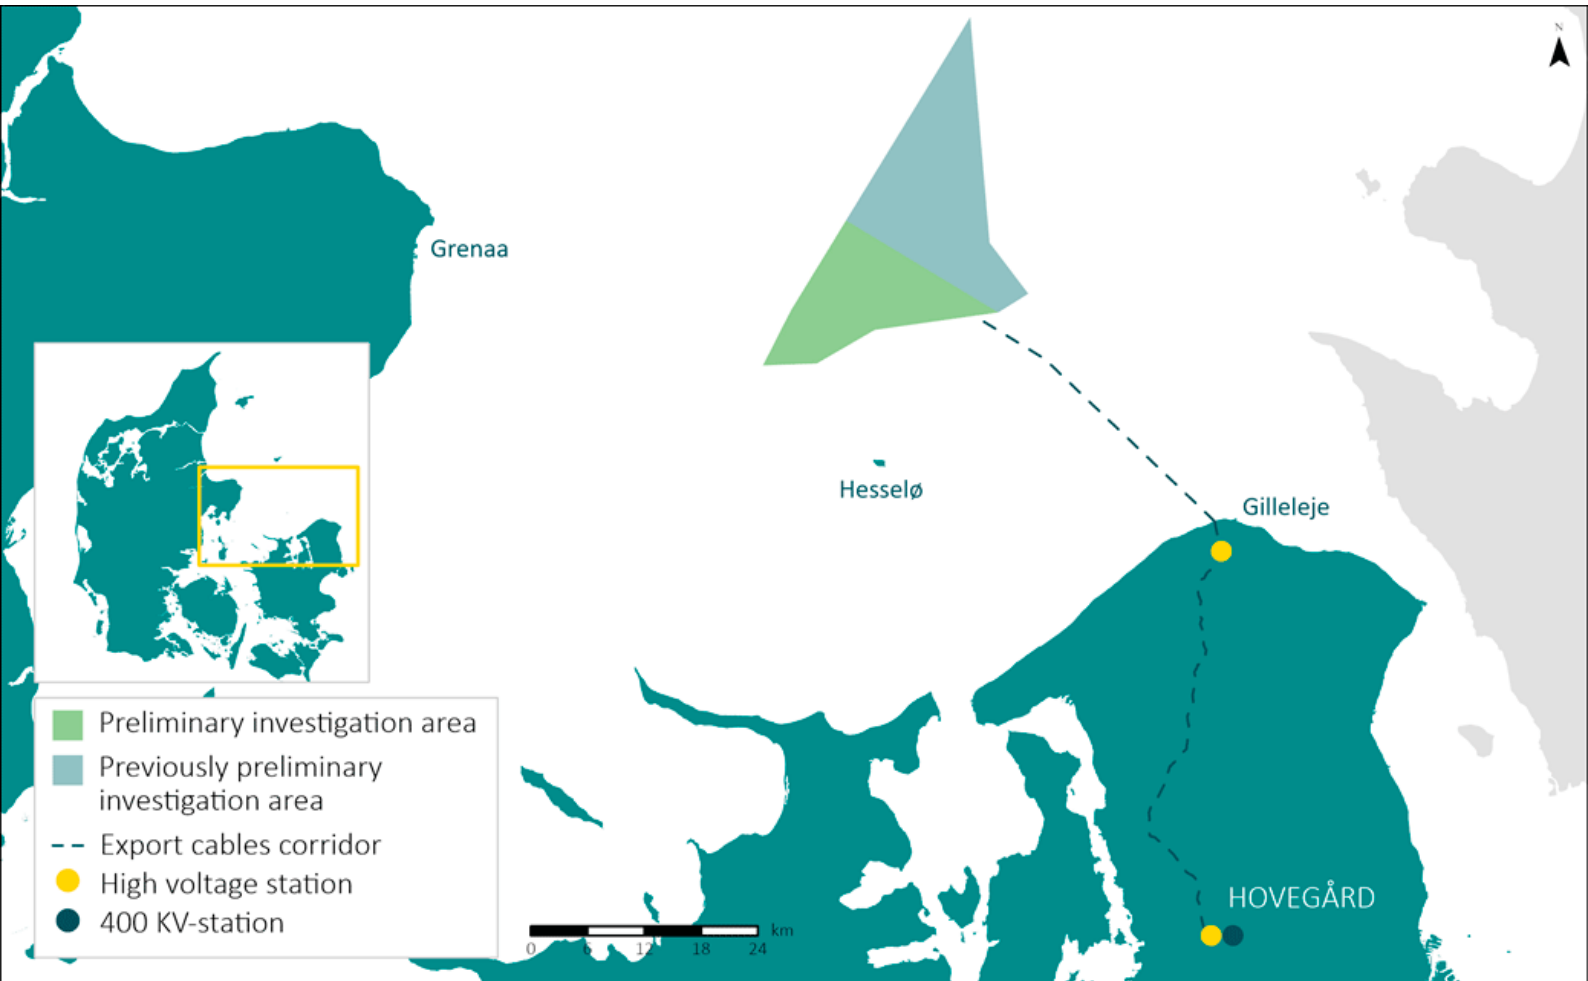 N
Grenaa
Hesselø
Gilleleje
Preliminary investigation area
Previously preliminary
investigation area
Export cables corridor
High voltage station
400 KV-station
HOVEGÅRD
km
0 6 12 18 24